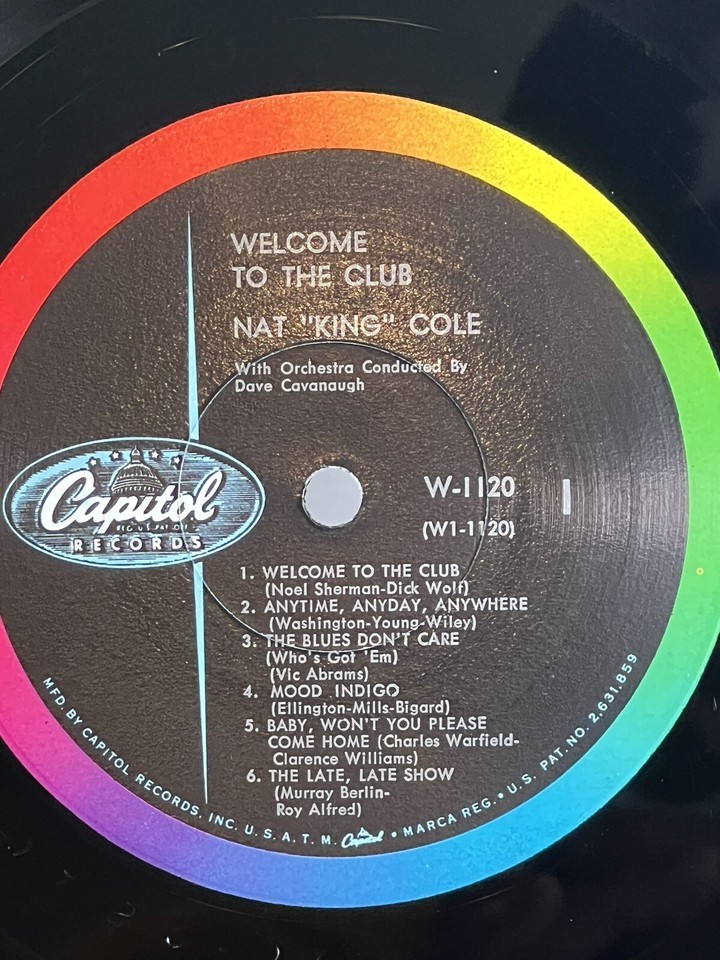 WELCOME
TO THE CLUB
NAT "KING" COLE
With Orchestra Conducted By
Dave Cavanaugh
Capitol
REG. U.S. PAT. OFF.
RECORDS
W-1120
(W1-1120)
1
1. WELCOME TO THE CLUB
(Noel Sherman-Dick Wolf)
2. ANYTIME, ANYDAY, ANYWHERE
(Washington-Young-Wiley)
3. THE BLUES DON'T CARE
(Who's Got 'Em)
(Vic Abrams)
4. MOOD INDIGO
(Ellington-Mills-Bigard)
5. BABY, WON'T YOU PLEASE
COME HOME (Charles Warfield-
Clarence Williams)
6. THE LATE, LATE SHOW
(Murray Berlin-
Roy Alfred)
MFD. BY CAPITOL RECORDS, INC. U.S.A. T.M. Capitol • MARCA REG. • U.S. PAT. NO. 2,631,859